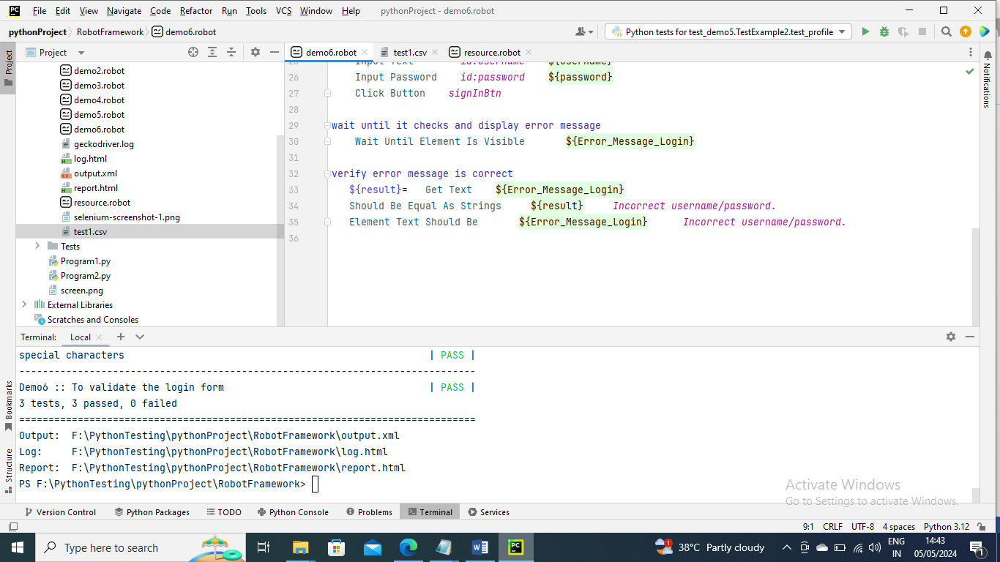 PC File Edit View Navigate Code Refactor Run Tools VCS Window Help pythonProject - demo6.robot
pythonProject RobotFramework demo6.robot Python tests for test_demo5.TestExample2.test_profile
Project
Project
demo6.robot test1.csv resource.robot
Notifications
demo2.robot
demo3.robot
demo4.robot
demo5.robot
demo6.robot
geckodriver.log
log.html
output.xml
report.html
resource.robot
selenium-screenshot-1.png
test1.csv
Tests
Program1.py
Program2.py
screen.png
External Libraries
Scratches and Consoles
25 Input Text id:username ${username}
26 Input Password id:password ${password}
27 Click Button signInBtn
28
29 wait until it checks and display error message
30 Wait Until Element Is Visible ${Error_Message_Login}
31
32 verify error message is correct
33 ${result}= Get Text ${Error_Message_Login}
34 Should Be Equal As Strings ${result} Incorrect username/password.
35 Element Text Should Be ${Error_Message_Login} Incorrect username/password.
36
Terminal: Local
special characters | PASS |
------------------------------------------------------------------------------
Demo6 :: To validate the login form | PASS |
3 tests, 3 passed, 0 failed
==============================================================================
Output: F:\PythonTesting\pythonProject\RobotFramework\output.xml
Log: F:\PythonTesting\pythonProject\RobotFramework\log.html
Report: F:\PythonTesting\pythonProject\RobotFramework\report.html
PS F:\PythonTesting\pythonProject\RobotFramework>
Bookmarks
Structure
Activate Windows
Go to Settings to activate Windows.
Version Control Python Packages TODO Python Console Problems Terminal Services
9:1 CRLF UTF-8 4 spaces Python 3.12
Type here to search
PC
1
38°C Partly cloudy
ENG
IN
14:43
05/05/2024
1